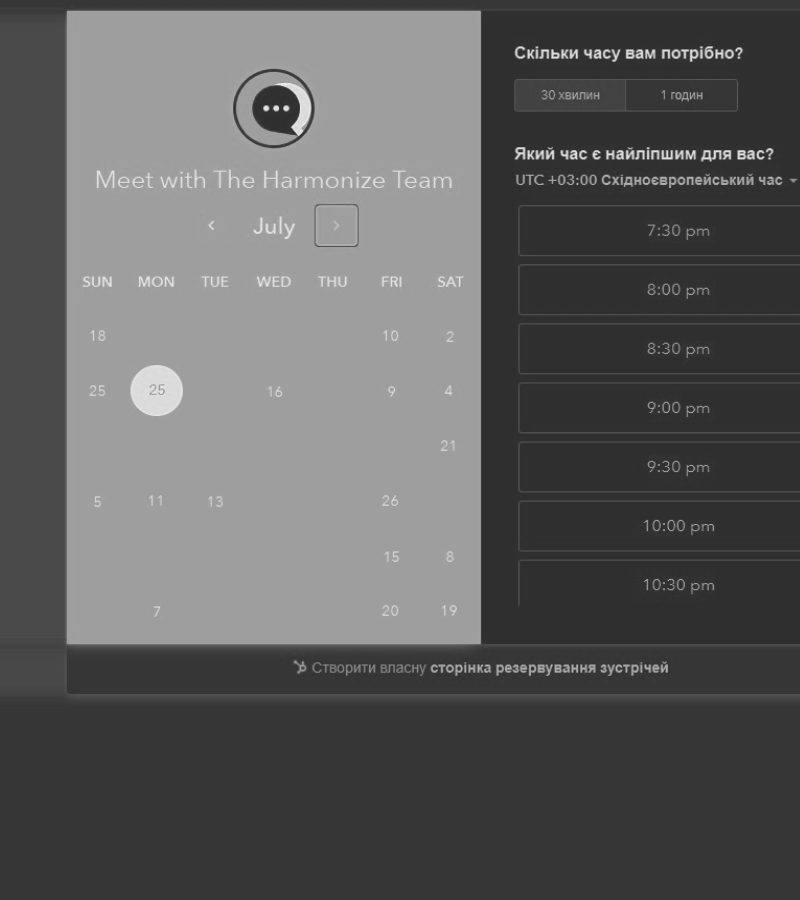 Meet with The Harmonize Team
July
SUN MON TUE WED THU FRI SAT
18 10 2
25 25 16 9 4
21
5 11 13 26
15 8
7 20 19
Скільки часу вам потрібно?
30 хвилин 1 годин
Який час є найліпшим для вас?
UTC +03:00 Східноєвропейський час
7:30 pm
8:00 pm
8:30 pm
9:00 pm
9:30 pm
10:00 pm
10:30 pm
Створити власну сторінка резервування зустрічей